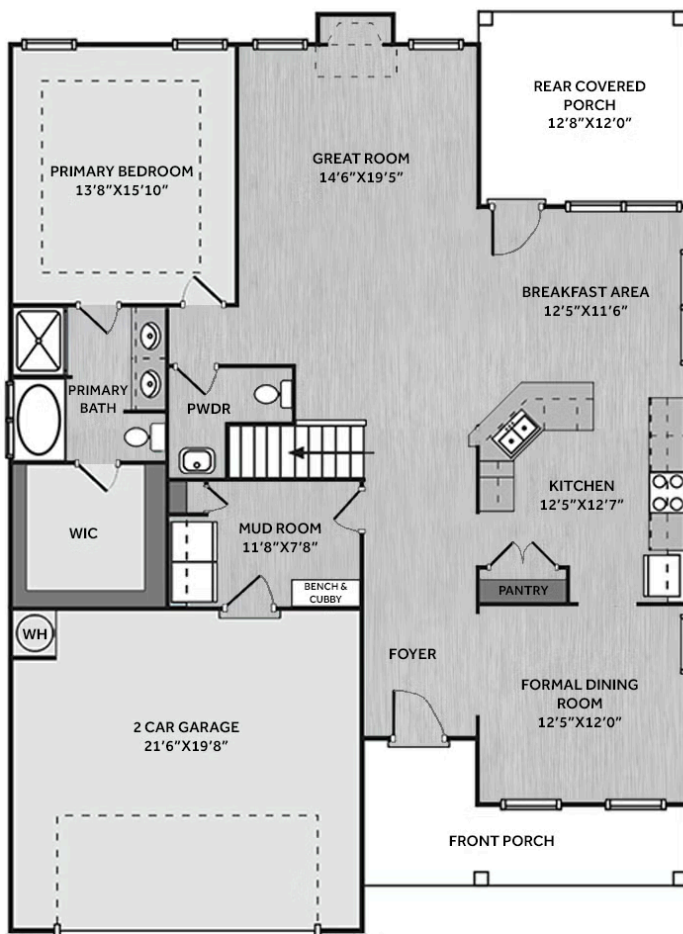 REAR COVERED
PORCH
12'8"X12'0"
GREAT ROOM
14'6"X19'5"
PRIMARY BEDROOM
13'8"X15'10"
BREAKFAST AREA
12'5"X11'6"
PRIMARY
BATH
PWDR
KITCHEN
12'5"X12'7"
WIC
MUD ROOM
11'8"X7'8"
BENCH &
CUBBY
PANTRY
WH
FOYER
FORMAL DINING
ROOM
12'5"X12'0"
2 CAR GARAGE
21'6"X19'8"
FRONT PORCH